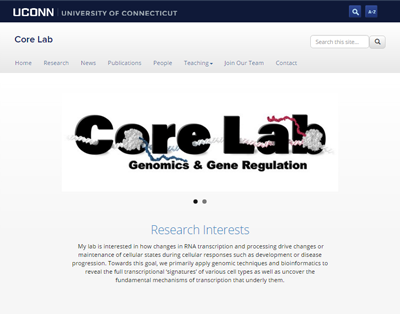 UCONN UNIVERSITY OF CONNECTICUT
A-Z
Core Lab
Search this site...
Home Research News Publications People Teaching Join Our Team Contact
Core Lab
Genomics & Gene Regulation
Research Interests
My lab is interested in how changes in RNA transcription and processing drive changes or
maintenance of cellular states during cellular responses such as development or disease
progression. Towards this goal, we primarily apply genomic techniques and bioinformatics to
reveal the full transcriptional 'signatures' of various cell types as well as uncover the
fundamental mechanisms of transcription that underly them.